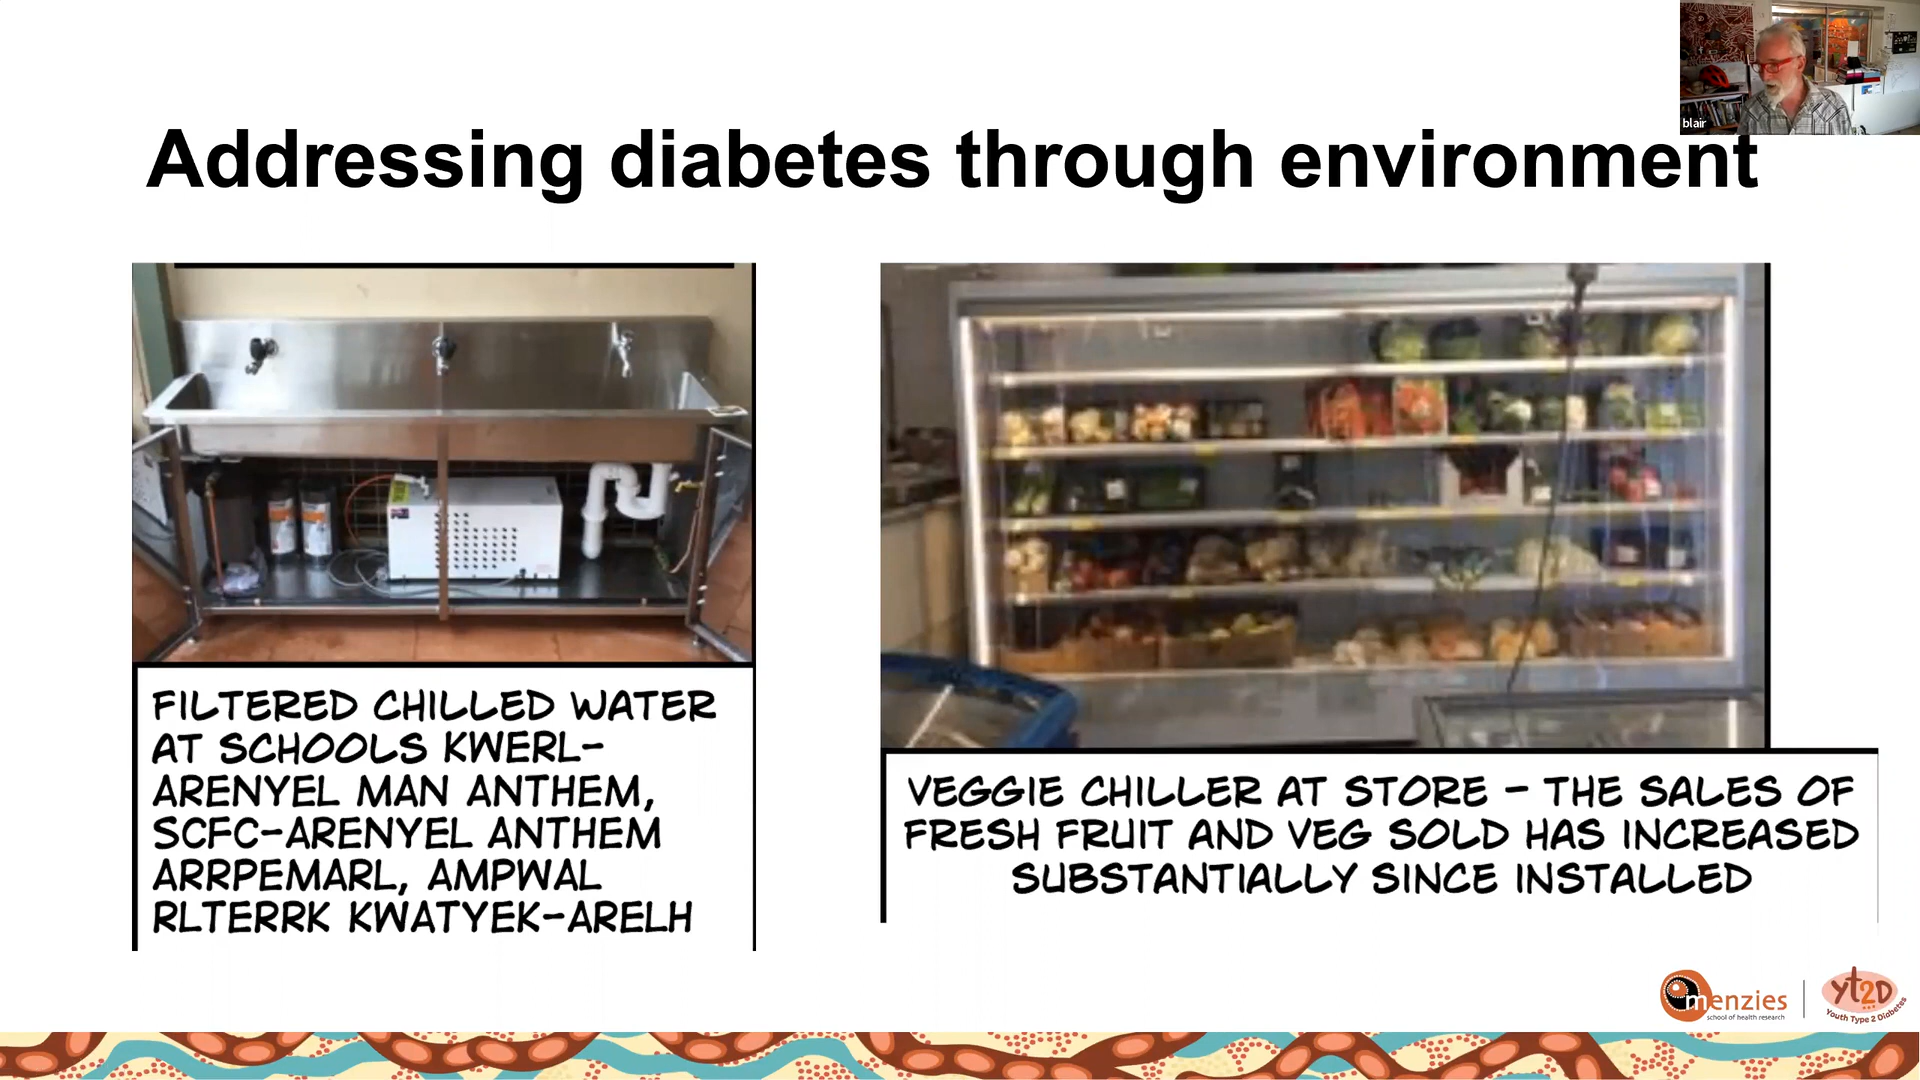 blair
Addressing diabetes through environment
FILTERED CHILLED WATER
AT SCHOOLS KWERL-
ARENYEL MAN ANTHEM,
SCFC-ARENYEL ANTHEM
ARRPEMARL, AMPWAL
RLTERRK KWATYEK-ARELH
VEGGIE CHILLER AT STORE – THE SALES OF
FRESH FRUIT AND VEG SOLD HAS INCREASED
SUBSTANTIALLY SINCE INSTALLED
menzies
school of health research
yt2D
Youth Type 2 Diabetes